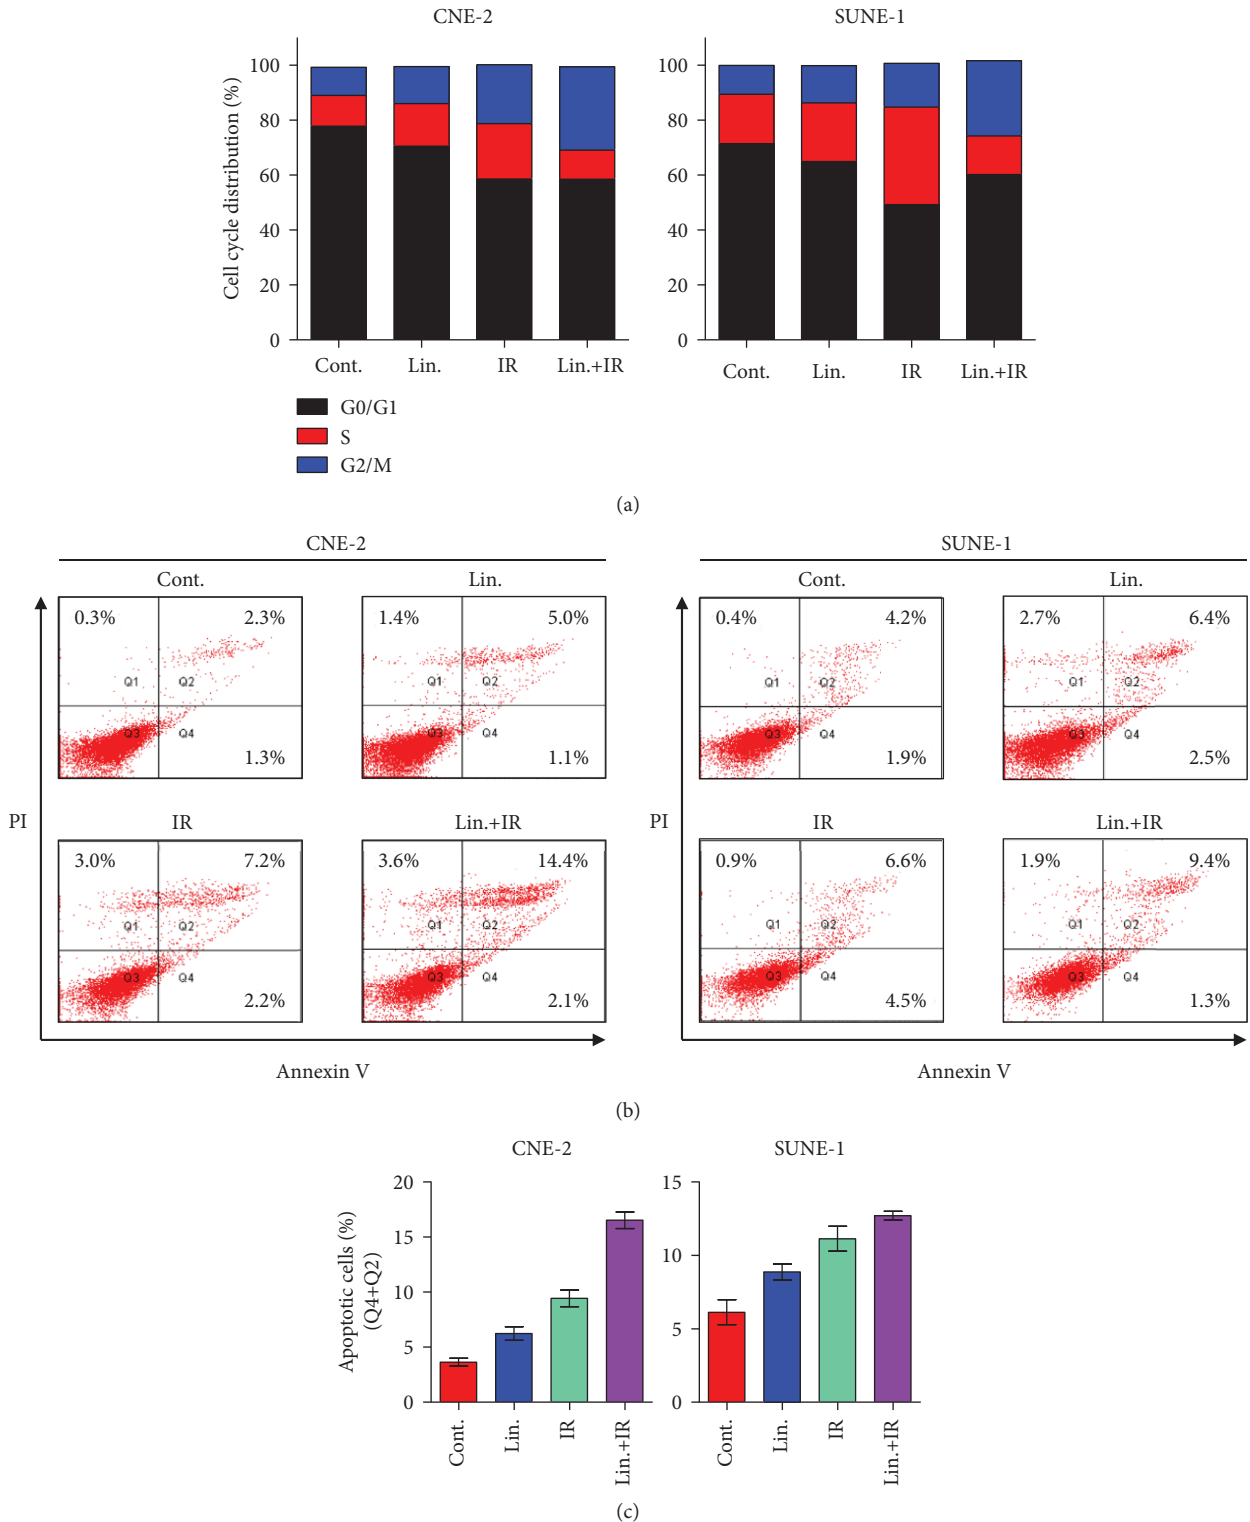 CNE-2
SUNE-1
Cell cycle distribution (%)
100
80
60
40
20
0
Cont.
Lin.
IR
Lin.+IR
100
80
60
40
20
0
Cont.
Lin.
IR
Lin.+IR
G0/G1
S
G2/M
(a)
CNE-2
SUNE-1
Cont.
Lin.
Cont.
Lin.
0.3%
2.3%
Q1
Q2
Q3
Q4
1.3%
1.4%
5.0%
Q1
Q2
Q3
Q4
1.1%
0.4%
4.2%
Q1
Q2
Q3
Q4
1.9%
2.7%
6.4%
Q1
Q2
Q3
Q4
2.5%
PI
IR
Lin.+IR
PI
IR
Lin.+IR
3.0%
7.2%
Q1
Q2
Q3
Q4
2.2%
3.6%
14.4%
Q1
Q2
Q3
Q4
2.1%
0.9%
6.6%
Q1
Q2
Q3
Q4
4.5%
1.9%
9.4%
Q1
Q2
Q3
Q4
1.3%
Annexin V
Annexin V
(b)
CNE-2
SUNE-1
Apoptotic cells (%)
(Q4+Q2)
20
15
10
5
0
Cont.
Lin.
IR
Lin.+IR
15
10
5
0
Cont.
Lin.
IR
Lin.+IR
(c)